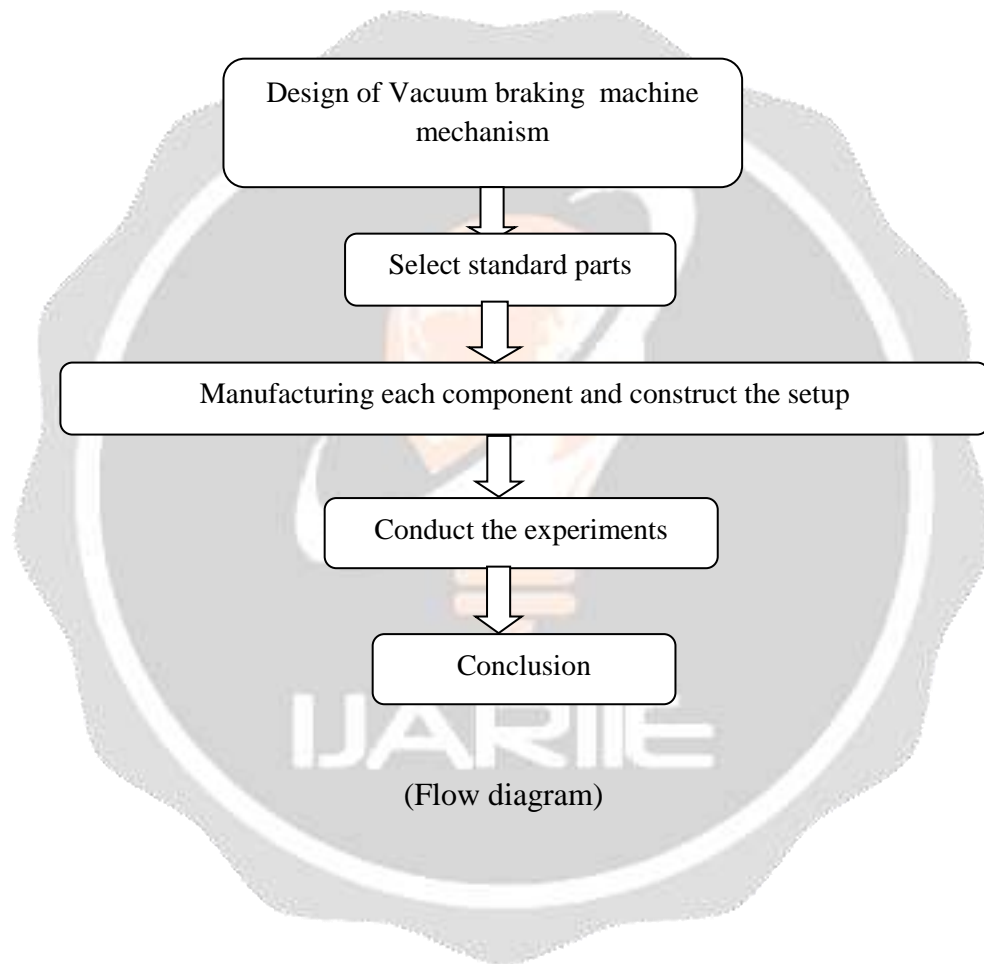 Design of Vacuum braking machine
mechanism
Select standard parts
Manufacturing each component and construct the setup
Conduct the experiments
Conclusion
IJARIIE
(Flow diagram)